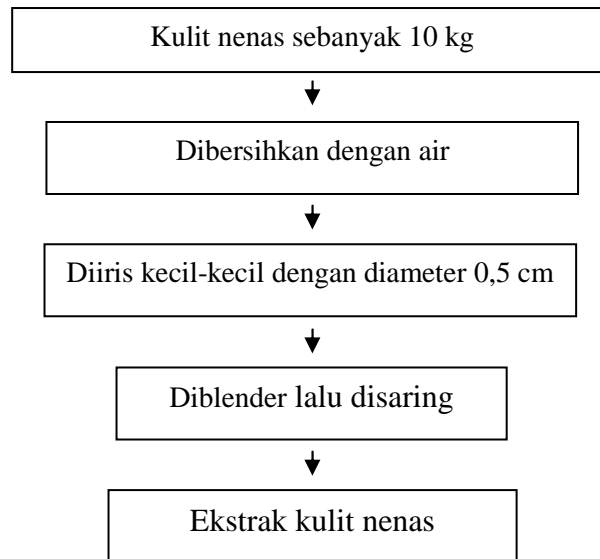 Kulit nenas sebanyak 10 kg
Dibersihkan dengan air
Diiris kecil-kecil dengan diameter 0,5 cm
Diblender lalu disaring
Ekstrak kulit nenas